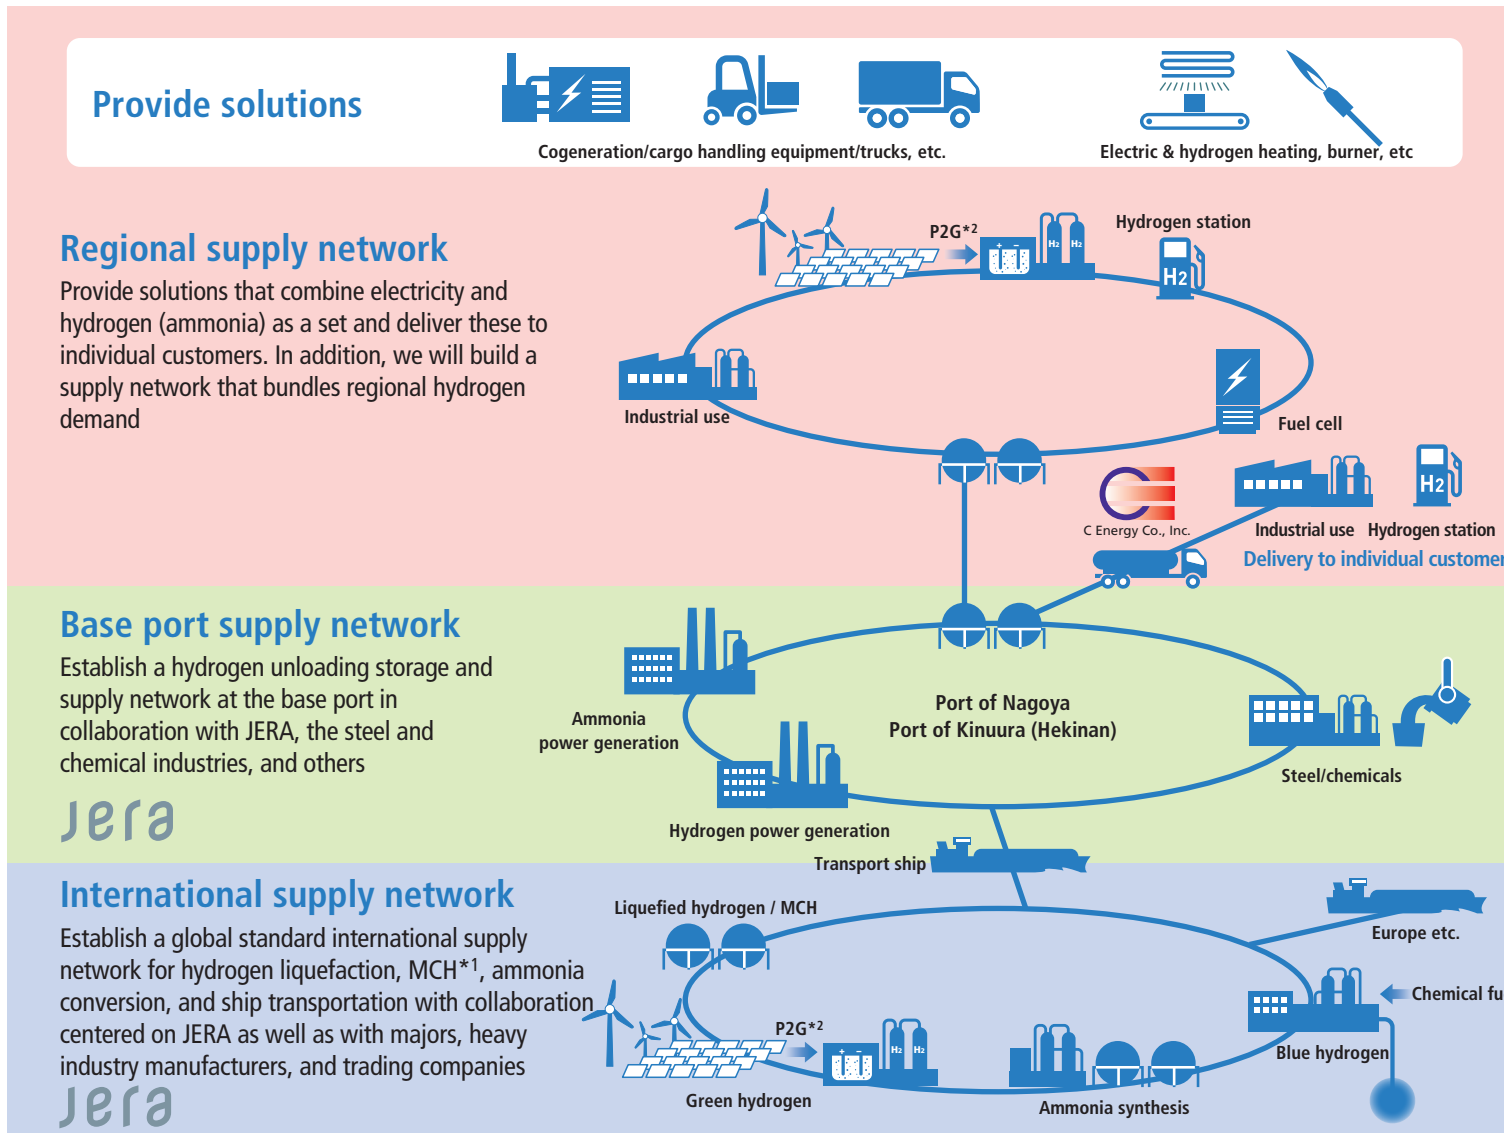 Provide solutions
Cogeneration/cargo handling equipment/trucks, etc.
Electric & hydrogen heating, burner, etc
Regional supply network
Provide solutions that combine electricity and
hydrogen (ammonia) as a set and deliver these to
individual customers. In addition, we will build a
supply network that bundles regional hydrogen
demand
P2G*2
+ −
H2 H2
Hydrogen station
H2
Industrial use
Fuel cell
C Energy Co., Inc.
H2
Industrial use
Hydrogen station
Delivery to individual customer
Base port supply network
Establish a hydrogen unloading storage and
supply network at the base port in
collaboration with JERA, the steel and
chemical industries, and others
Jera
Ammonia
power generation
Port of Nagoya
Port of Kinuura (Hekinan)
Steel/chemicals
Hydrogen power generation
Transport ship
International supply network
Establish a global standard international supply
network for hydrogen liquefaction, MCH*1, ammonia
conversion, and ship transportation with collaboration
centered on JERA as well as with majors, heavy
industry manufacturers, and trading companies
Jera
Liquefied hydrogen / MCH
Europe etc.
Chemical fu
Blue hydrogen
P2G*2
+ −
H2 H2
Green hydrogen
Ammonia synthesis